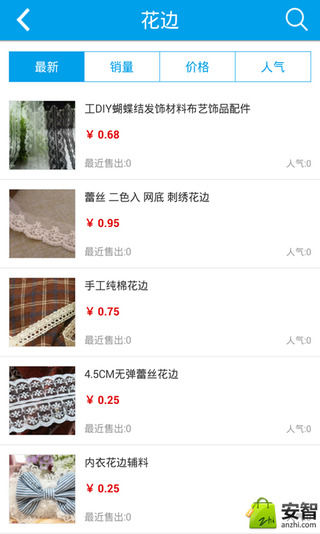 花边
最新 销量 价格 人气
工DIY蝴蝶结发饰材料布艺饰品配件
¥ 0.68
最近售出:0 人气:0
蕾丝 二色入 网底 刺绣花边
¥ 0.95
最近售出:0 人气:0
手工纯棉花边
¥ 0.75
最近售出:0 人气:0
4.5CM无弹蕾丝花边
¥ 0.25
最近售出:0 人气:0
内衣花边辅料
¥ 0.25
最近售出:0
zhi 安智
anzhi.com